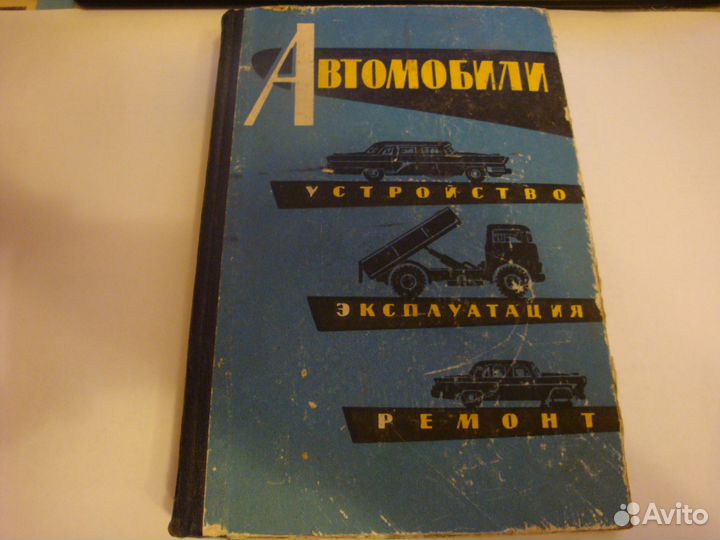 Автомобили
УСТРОЙСТВО
ЭКСПЛУАТАЦИЯ
РЕМОНТ
Avito